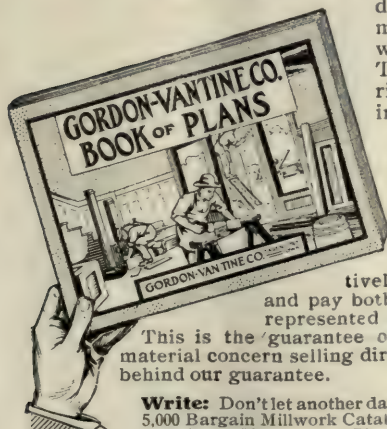 GORDON-VANTINE CO.
BOOK OF PLANS
GORDON-VAN TINE CO.
and pay both
represented
This is the guarantee
material concern selling dir
behind our guarantee.
Write: Don't let another da
5,000 Bargain Millwork Catal